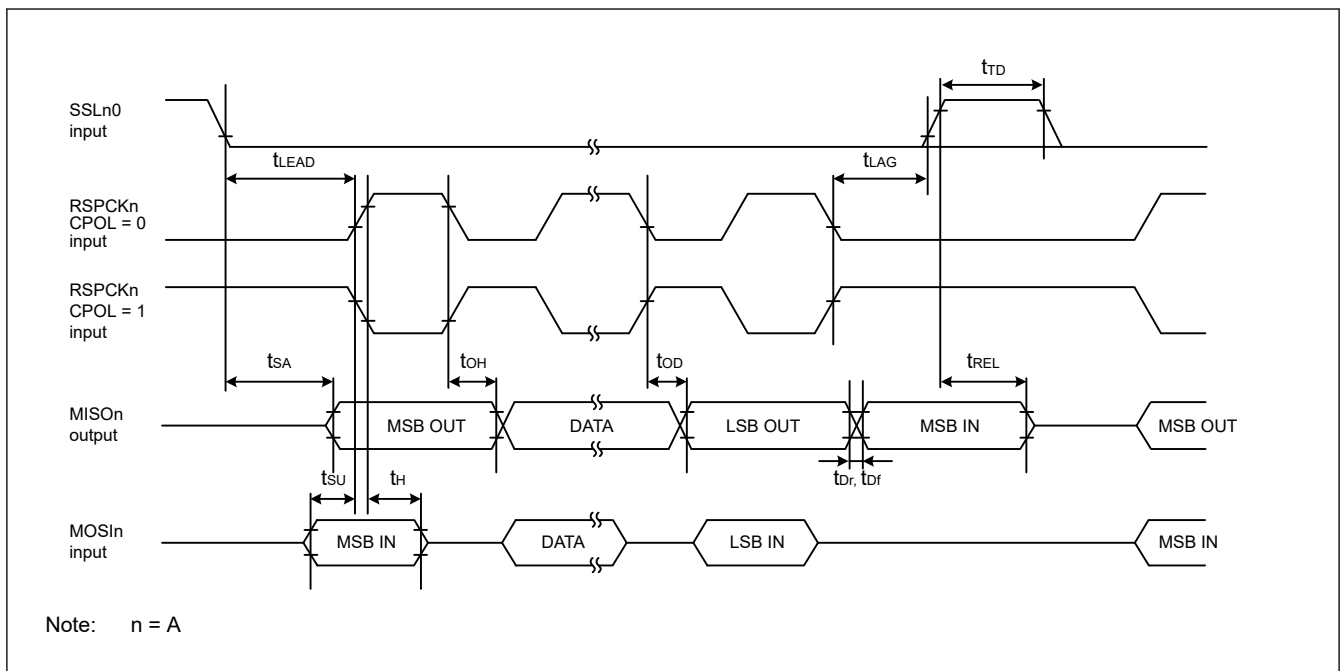 tTD
SSLn0
input
tLEAD
tLAG
RSPCKn
CPOL = 0
input
RSPCKn
CPOL = 1
input
tSA
tOH
tOD
tREL
MISOn
output
MSB OUT
DATA
LSB OUT
MSB IN
MSB OUT
tSU
tH
tDr, tDf
MOSIn
input
MSB IN
DATA
LSB IN
MSB IN
Note: n = A